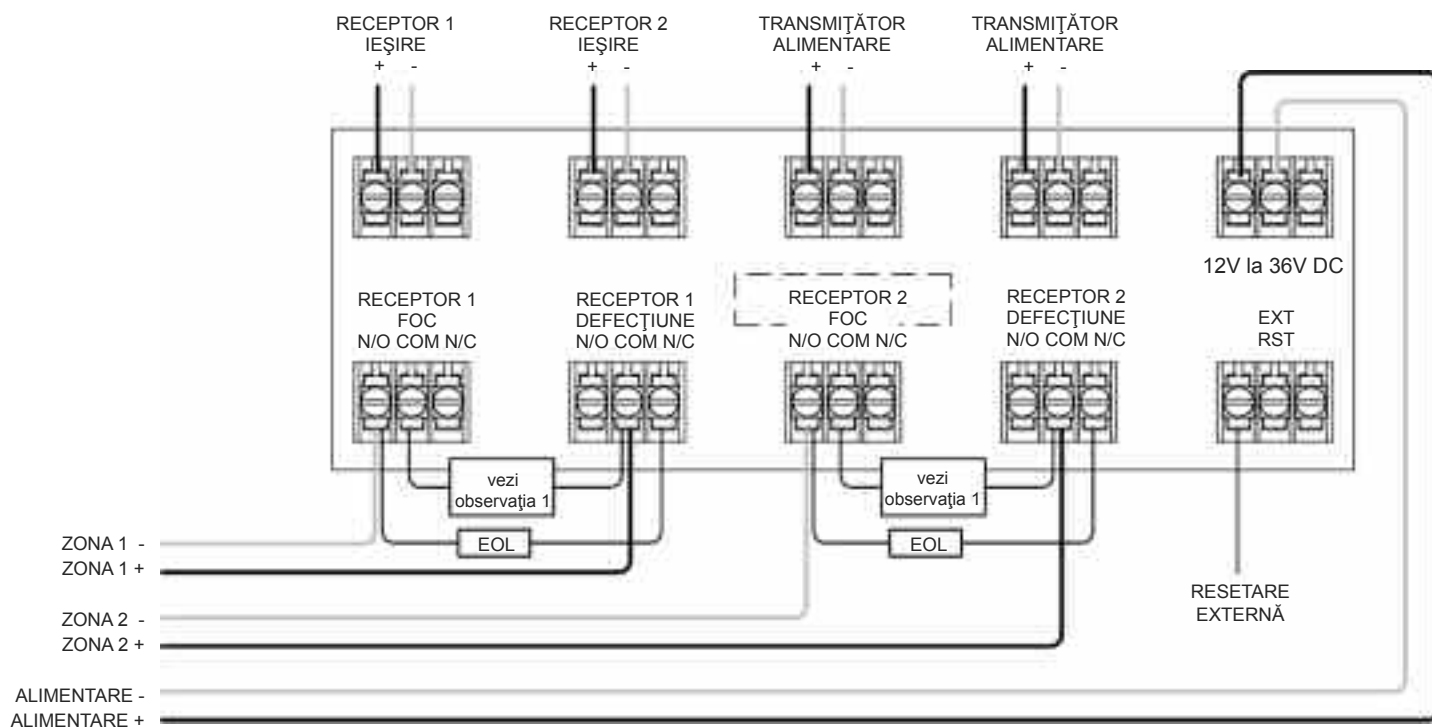 RECEPTOR 1
IEŞIRE
+ -
RECEPTOR 2
IEŞIRE
+ -
TRANSMIŢĂTOR
ALIMENTARE
+ -
TRANSMIŢĂTOR
ALIMENTARE
+ -
12V la 36V DC
RECEPTOR 1
FOC
N/O COM N/C
RECEPTOR 1
DEFECŢIUNE
N/O COM N/C
RECEPTOR 2
FOC
N/O COM N/C
RECEPTOR 2
DEFECŢIUNE
N/O COM N/C
EXT
RST
vezi
observaţia 1
vezi
observaţia 1
EOL
EOL
ZONA 1 -
ZONA 1 +
ZONA 2 -
ZONA 2 +
RESETARE
EXTERNĂ
ALIMENTARE -
ALIMENTARE +